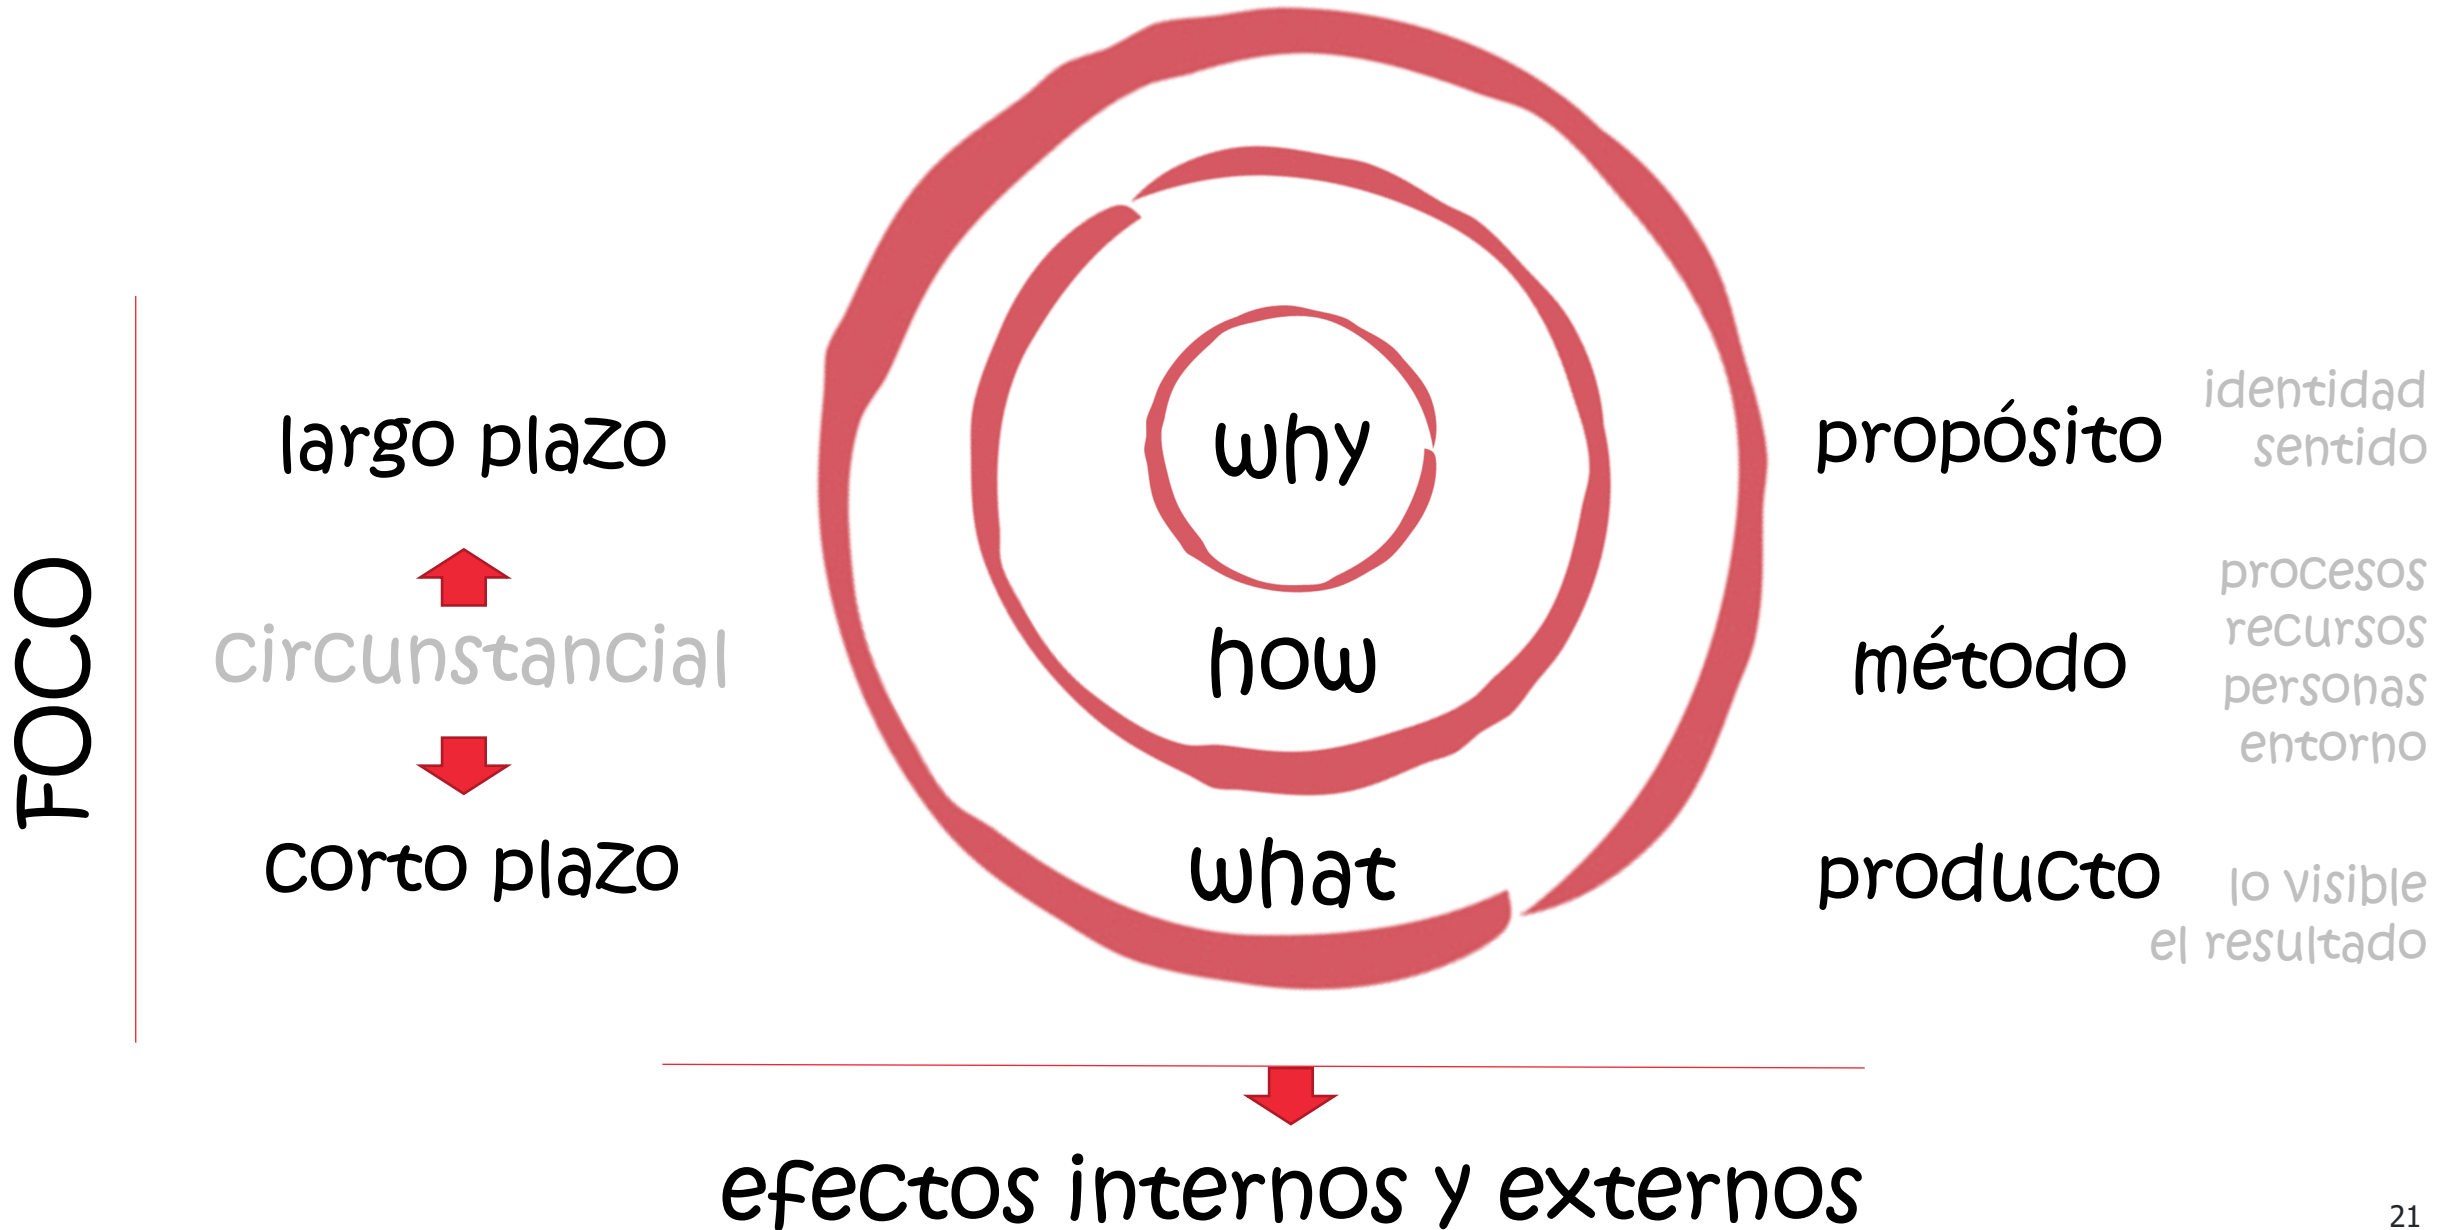 FOCO
largo plazo
circunstancial
corto plazo
why
how
what
propósito
identidad
sentido
método
procesos
recursos
personas
entorno
producto
lo visible
el resultado
efectos internos y externos
21